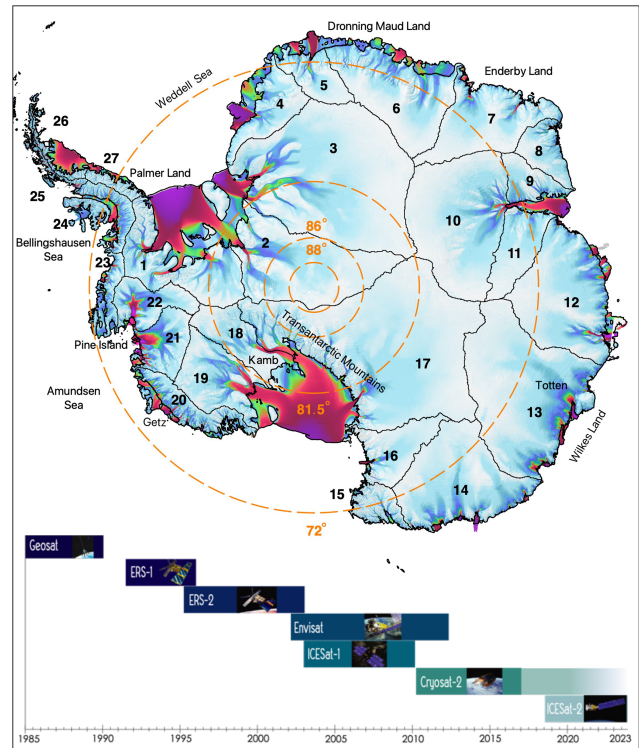 Dronning Maud Land
Weddell Sea
Enderby Land
5
4
6
7
26
3
8
27
Palmer Land
9
25
10
86°
24
2
88°
11
Bellingshausen
Sea
23
1
12
22
Transantarctic Mountains
Pine Island
21
18
Kamb
17
19
Totten
Amundsen
Sea
20
81.5°
13
Getz
Wilkes Land
16
15
14
72°
Geosat
ERS-1
ERS-2
Envisat
ICESat-1
Cryosat-2
ICESat-2
1985 1990 1995 2000 2005 2010 2015 2020 2023